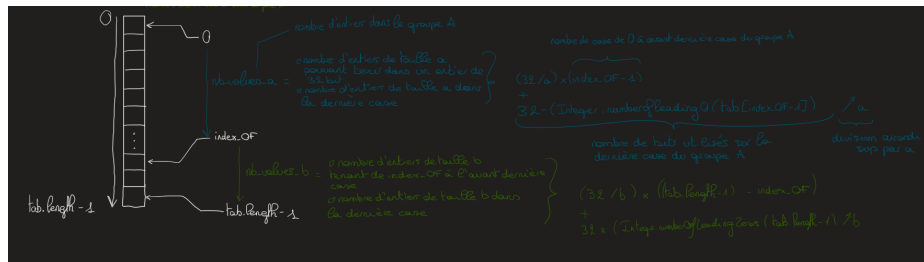 0
0
nombre d'entier dans le groupe A
nb_values_a =
nombre d'entiers de taille a
pouvant tenir dans un entier de
32 bit
nombre d'entier de taille a dans
la dernière case
nombre de case de 0 à avant dernière case du groupe A
(32/a) × (index_OF-1)
+
32-(Integer.numberofleading0(tab[index_OF-1])
a
nombre de bits utilisés sur la
dernière case du groupe A
division arrondi
sup par a
index_OF
nb_values_b =
nombre d'entiers de taille b
tenant de index_OF à l'avant dernière
case
nombre d'entier de taille b dans
la dernière case
(32/b) × ((tab.length-1) - index_OF)
+
32 - (Integer.numberOfleadingZeros(tab.length-1) b
tab.length-1
tab.length-1